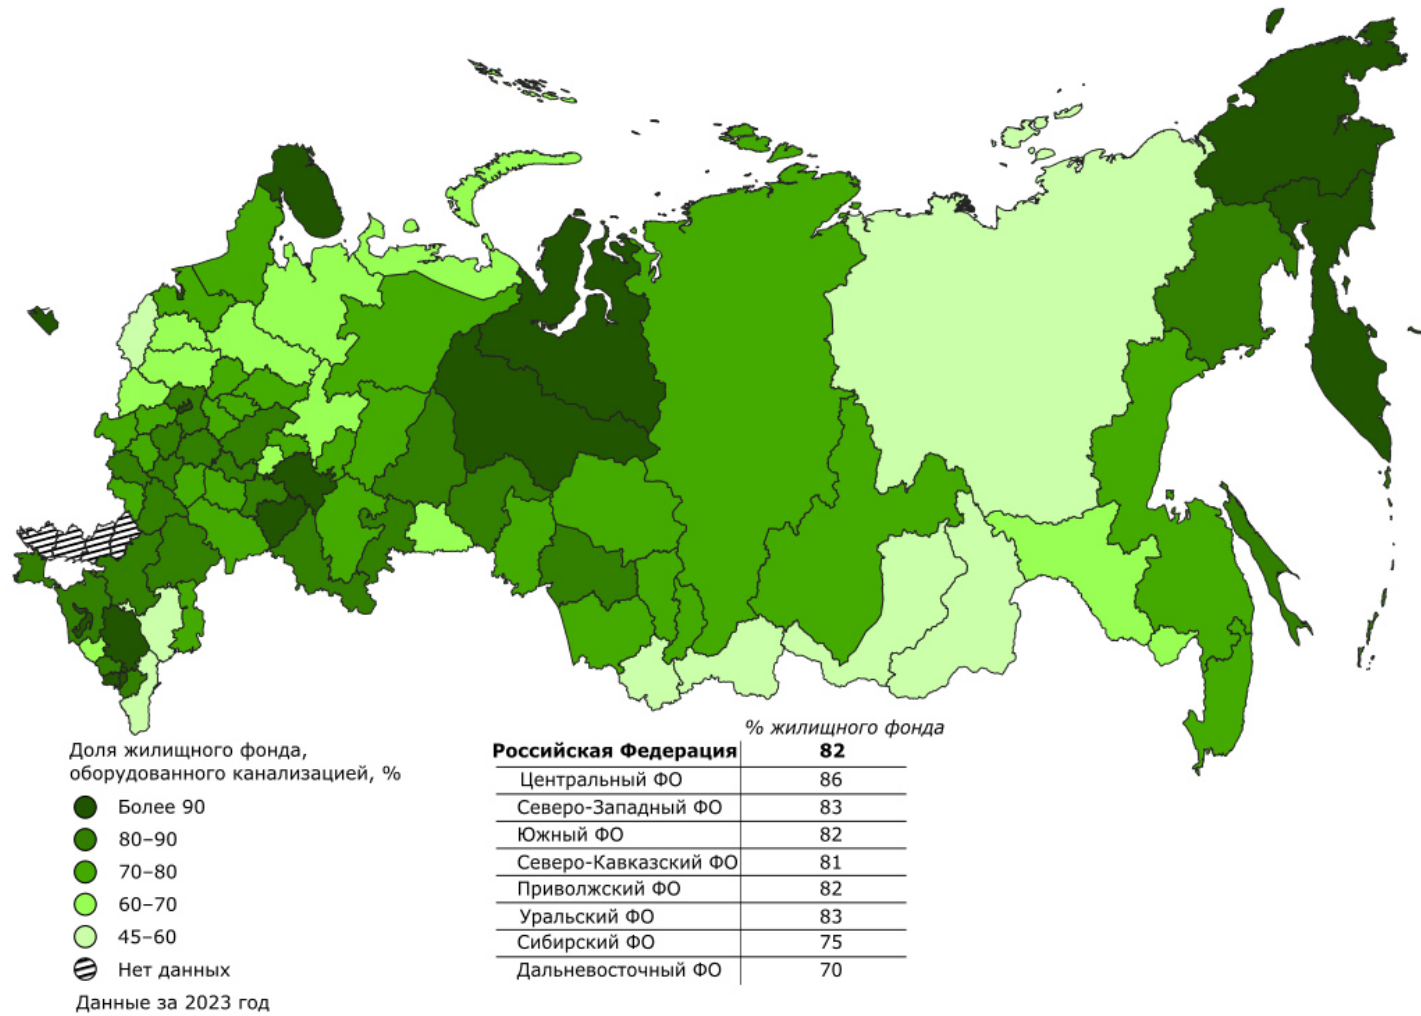 % жилищного фонда
Российская Федерация 82
Центральный ФО 86
Северо-Западный ФО 83
Южный ФО 82
Северо-Кавказский ФО 81
Приволжский ФО 82
Уральский ФО 83
Сибирский ФО 75
Дальневосточный ФО 70
Доля жилищного фонда,
оборудованного канализацией, %
Более 90
80–90
70–80
60–70
45–60
Нет данных
Данные за 2023 год